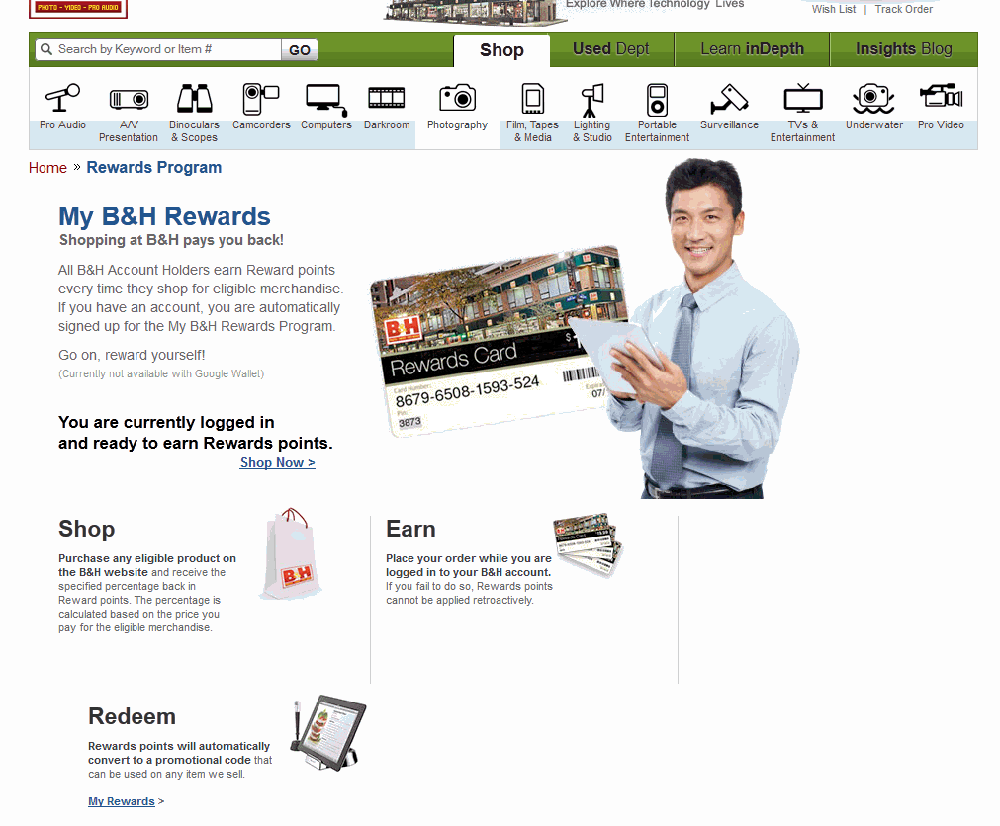 PHOTO - VIDEO - PRO AUDIO
Explore Where Technology Lives
Wish List | Track Order
Search by Keyword or Item #
GO
Shop
Used Dept
Learn inDepth
Insights Blog
Pro Audio
A/V
Presentation
Binoculars
& Scopes
Camcorders
Computers
Darkroom
Photography
Film, Tapes
& Media
Lighting
& Studio
Portable
Entertainment
Surveillance
TVs &
Entertainment
Underwater
Pro Video
Home » Rewards Program
My B&H Rewards
Shopping at B&H pays you back!
All B&H Account Holders earn Reward points
every time they shop for eligible merchandise.
If you have an account, you are automatically
signed up for the My B&H Rewards Program.
Go on, reward yourself!
(Currently not available with Google Wallet)
You are currently logged in
and ready to earn Rewards points.
Shop Now >
B&H
Rewards Card
$
Card Number:
8679-6508-1593-524
Pin:
3873
07/
Shop
Purchase any eligible product on
the B&H website and receive the
specified percentage back in
Reward points. The percentage is
calculated based on the price you
pay for the eligible merchandise.
B&H
Earn
Place your order while you are
logged in to your B&H account.
If you fail to do so, Rewards points
cannot be applied retroactively.
Rewards Card
Redeem
Rewards points will automatically
convert to a promotional code that
can be used on any item we sell.
My Rewards >